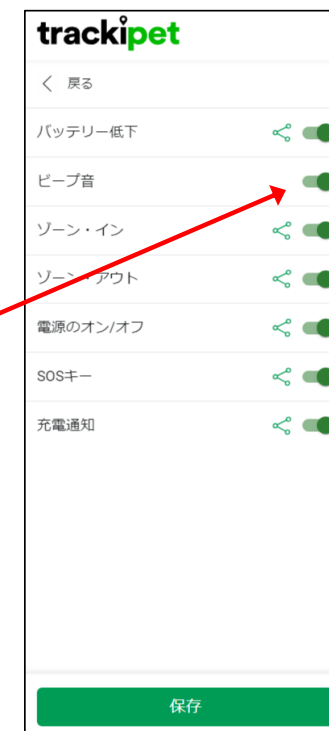 trackipet
戻る
バッテリー低下
ビープ音
ゾーン・イン
ゾーン・アウト
電源のオン/オフ
SOSキー
充電通知
保存